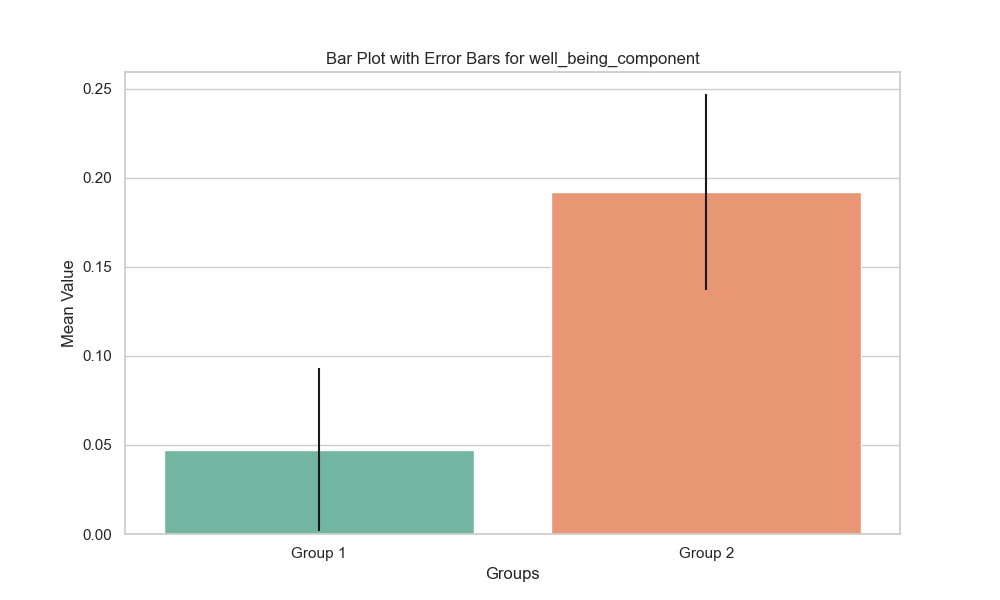 Bar Plot with Error Bars for well_being_component
0.25
0.20
0.15
0.10
0.05
0.00
Mean Value
Group 1
Group 2
Groups